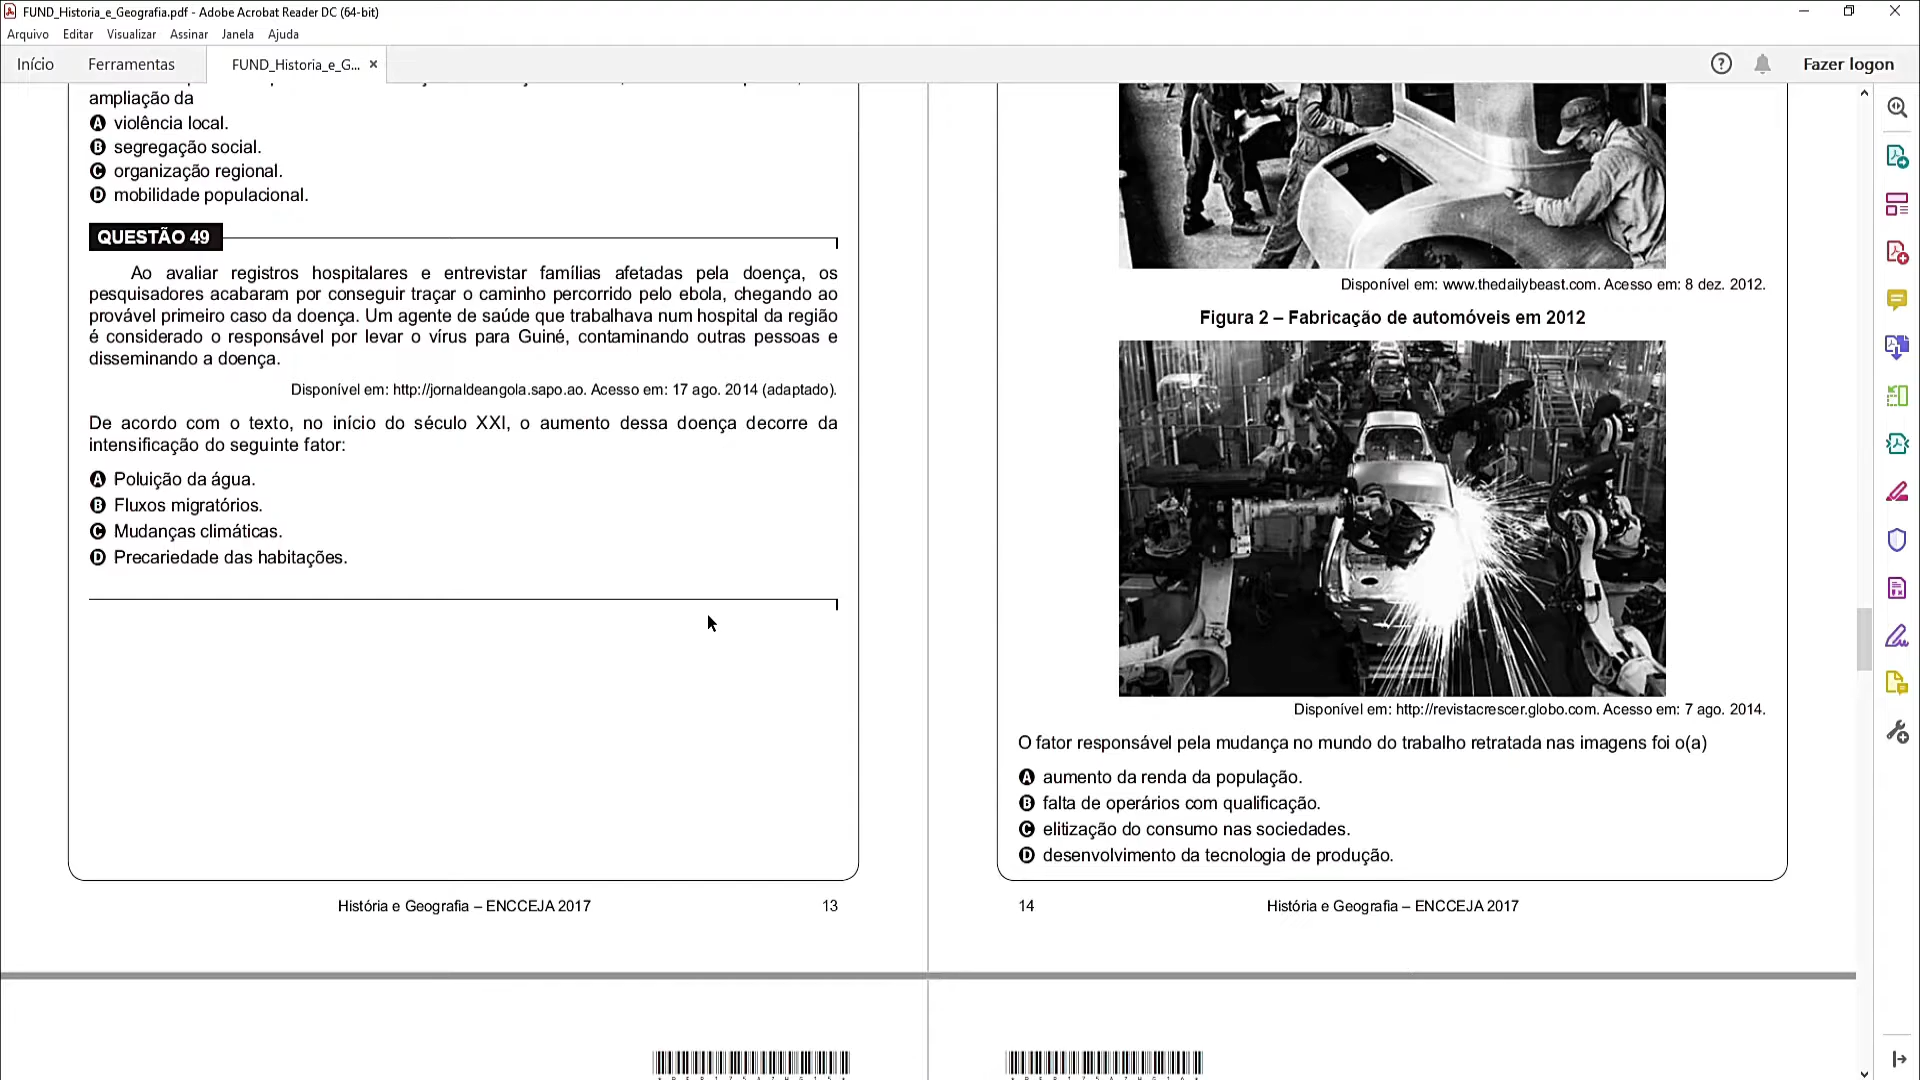 FUND_Historia_e_Geografia.pdf - Adobe Acrobat Reader DC (64-bit)
Arquivo Editar Visualizar Assinar Janela Ajuda
Início Ferramentas FUND_Historia_e_G... × Fazer logon
ampliação da
A violência local.
B segregação social.
C organização regional.
D mobilidade populacional.
QUESTÃO 49
Ao avaliar registros hospitalares e entrevistar famílias afetadas pela doença, os
pesquisadores acabaram por conseguir traçar o caminho percorrido pelo ebola, chegando ao
provável primeiro caso da doença. Um agente de saúde que trabalhava num hospital da região
é considerado o responsável por levar o vírus para Guiné, contaminando outras pessoas e
disseminando a doença.
Disponível em: http://jornaldeangola.sapo.ao. Acesso em: 17 ago. 2014 (adaptado).
De acordo com o texto, no início do século XXI, o aumento dessa doença decorre da
intensificação do seguinte fator:
A Poluição da água.
B Fluxos migratórios.
C Mudanças climáticas.
D Precariedade das habitações.
História e Geografia – ENCCEJA 2017 13
Disponível em: www.thedailybeast.com. Acesso em: 8 dez. 2012.
Figura 2 – Fabricação de automóveis em 2012
Disponível em: http://revistacrescer.globo.com. Acesso em: 7 ago. 2014.
O fator responsável pela mudança no mundo do trabalho retratada nas imagens foi o(a)
A aumento da renda da população.
B falta de operários com qualificação.
C elitização do consumo nas sociedades.
D desenvolvimento da tecnologia de produção.
14 História e Geografia – ENCCEJA 2017